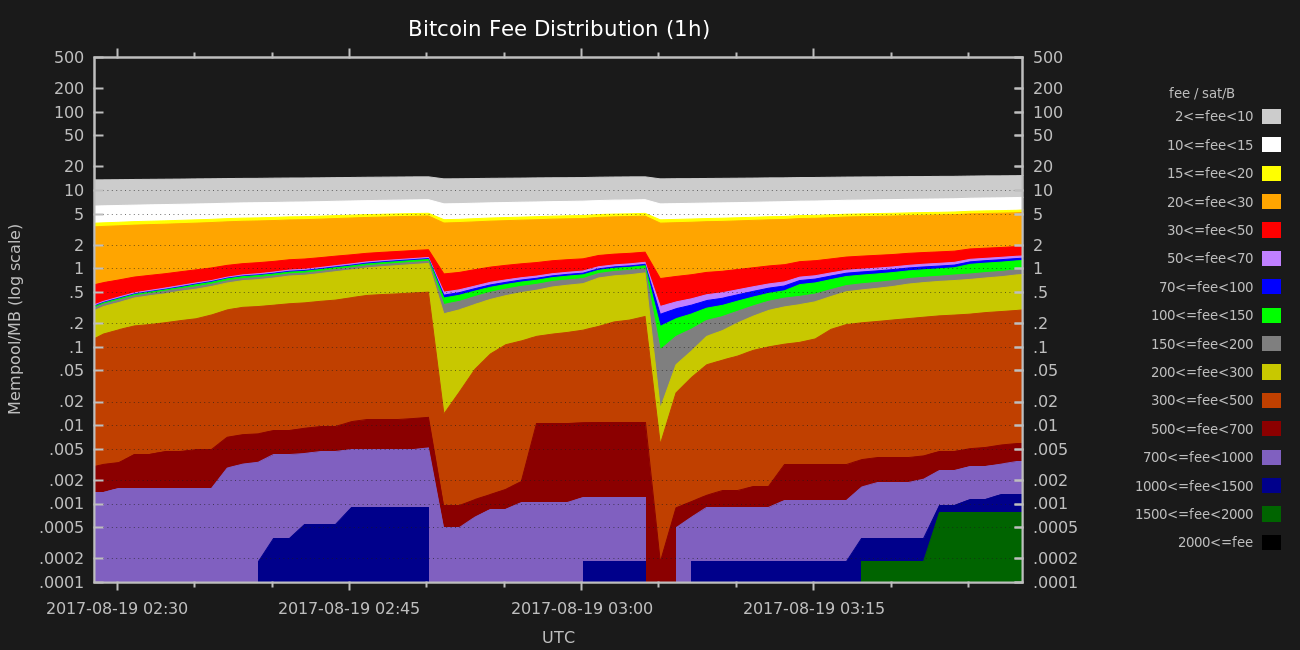 Bitcoin Fee Distribution (1h)
500 500
200 200
100 100
50 50
20 20
10 10
5 5
2 2
1 1
.5 .5
.2 .2
.1 .1
.05 .05
.02 .02
.01 .01
.005 .005
.002 .002
.001 .001
.0005 .0005
.0002 .0002
.0001 .0001
Mempool/MB (log scale)
2017-08-19 02:30 2017-08-19 02:45 2017-08-19 03:00 2017-08-19 03:15
UTC
fee / sat/B
2<=fee<10
10<=fee<15
15<=fee<20
20<=fee<30
30<=fee<50
50<=fee<70
70<=fee<100
100<=fee<150
150<=fee<200
200<=fee<300
300<=fee<500
500<=fee<700
700<=fee<1000
1000<=fee<1500
1500<=fee<2000
2000<=fee